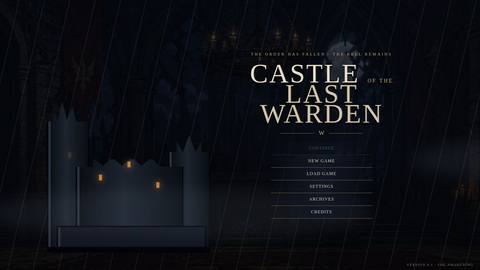 THE ORDER HAS FALLEN · THE KEEP REMAINS
CASTLE OF THE
LAST
WARDEN
W
CONTINUE
NEW GAME
LOAD GAME
SETTINGS
ARCHIVES
CREDITS